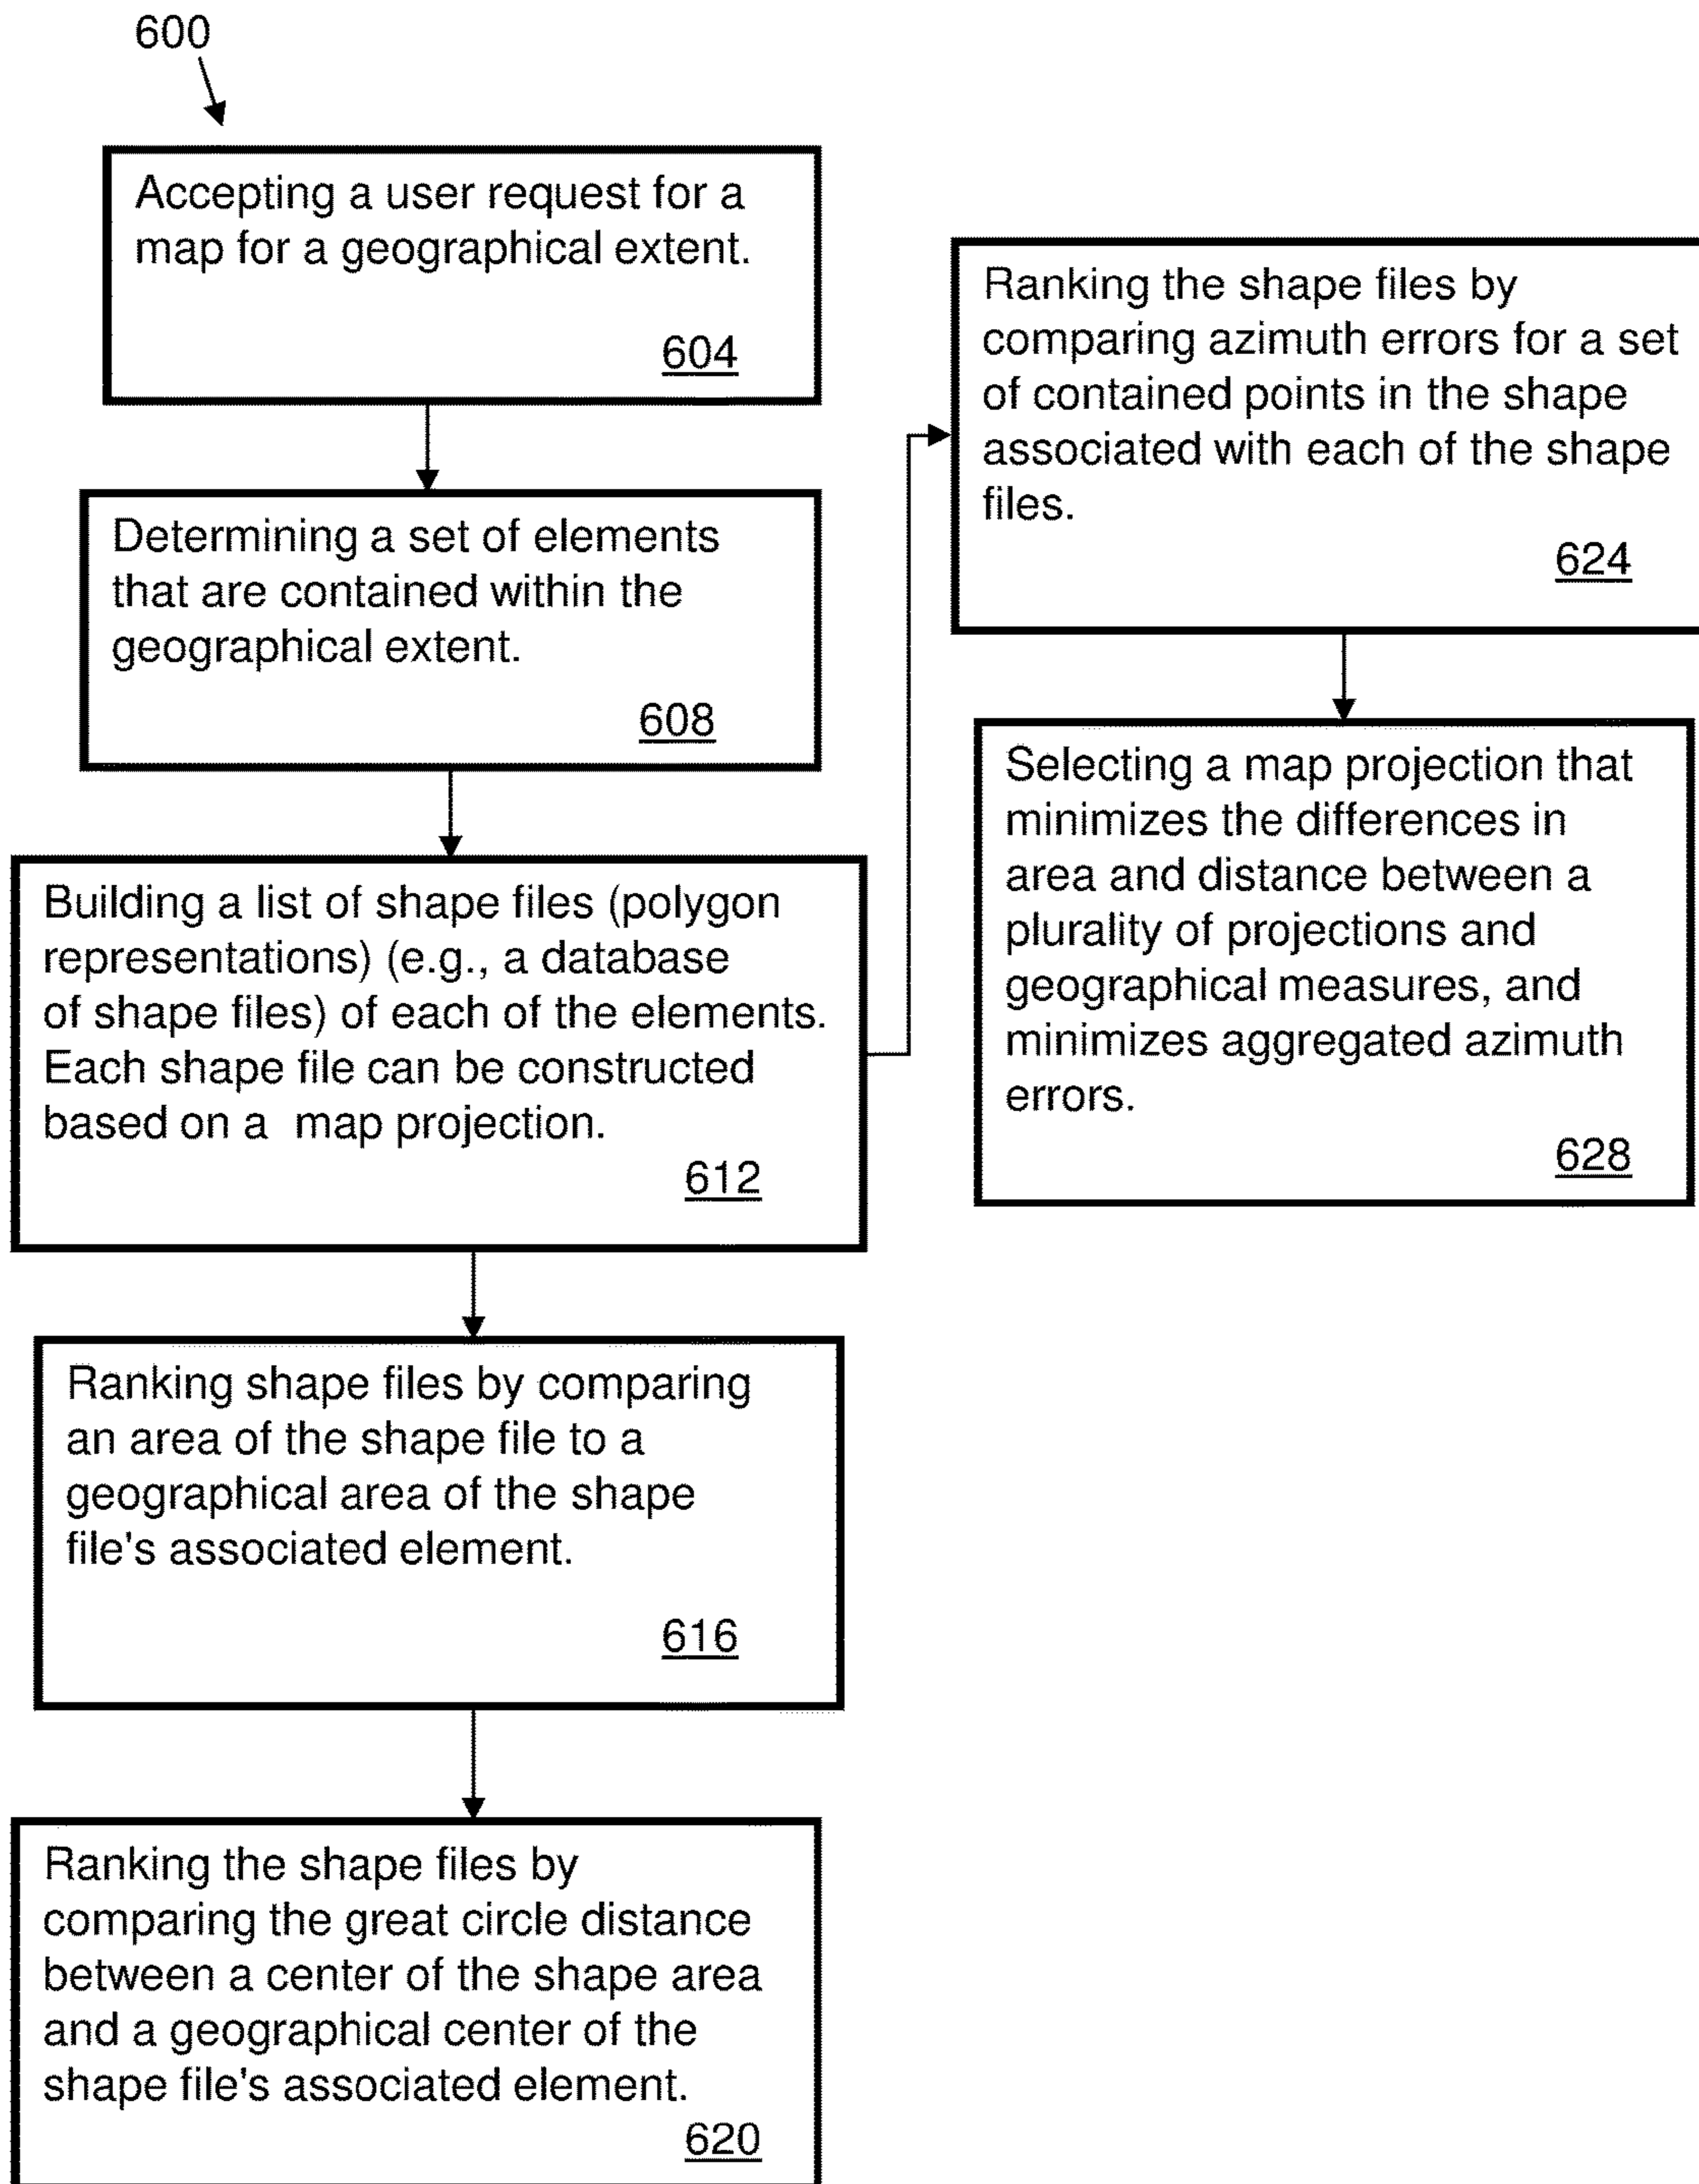 600
Accepting a user request for a
map for a geographical extent.
604
Determining a set of elements
that are contained within the
geographical extent.
608
Building a list of shape files (polygon
representations) (e.g., a database
of shape files) of each of the elements.
Each shape file can be constructed
based on a map projection.
612
Ranking shape files by comparing
an area of the shape file to a
geographical area of the shape
file's associated element.
616
Ranking the shape files by
comparing the great circle distance
between a center of the shape area
and a geographical center of the
shape file's associated element.
620
Ranking the shape files by
comparing azimuth errors for a set
of contained points in the shape
associated with each of the shape
files.
624
Selecting a map projection that
minimizes the differences in
area and distance between a
plurality of projections and
geographical measures, and
minimizes aggregated azimuth
errors.
628